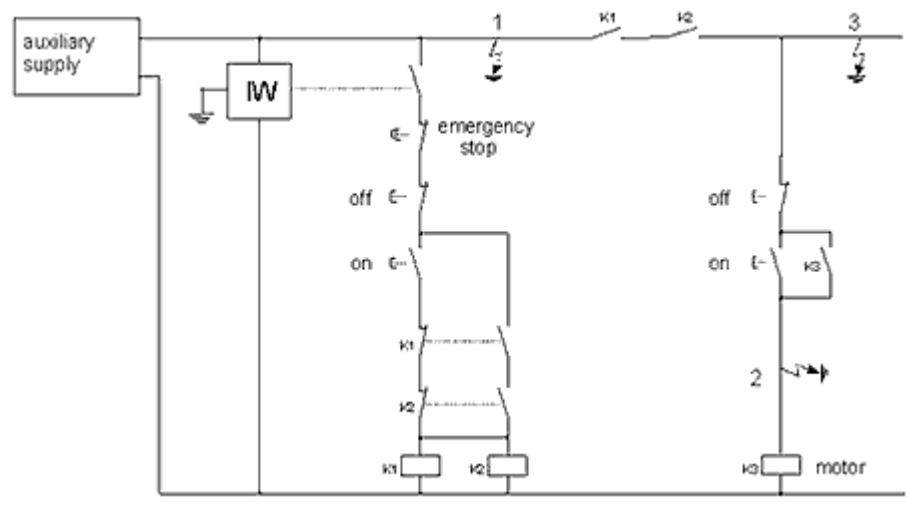 1
K1
K2
3
auxiliary
supply
IW
emergency
stop
off
off
on
on
K3
K1
2
K2
K1
K2
K3
motor